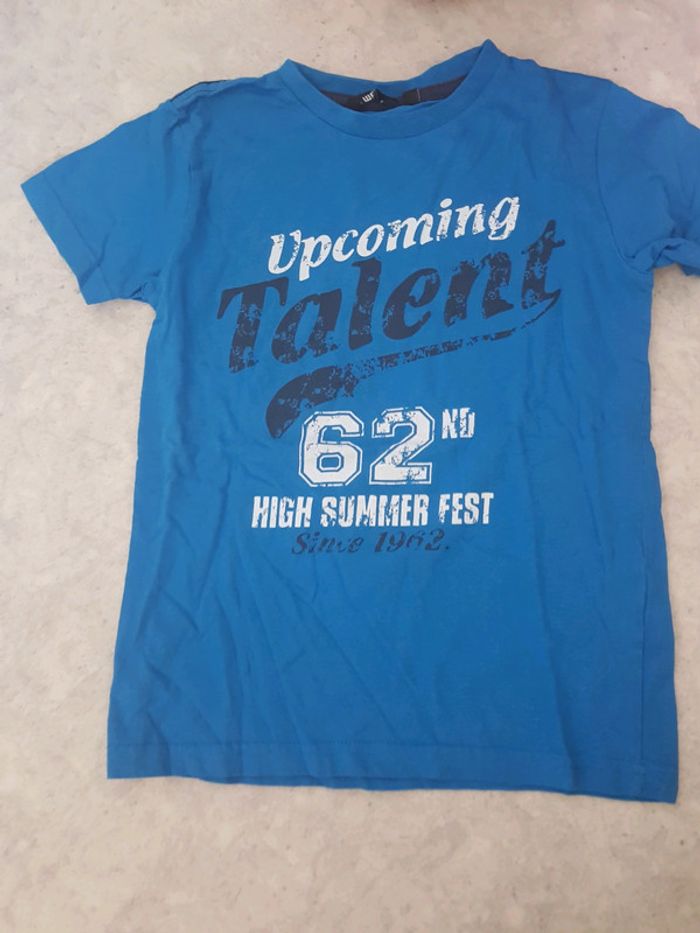 Upcoming
Talent
62ND
HIGH SUMMER FEST
Since 1962.